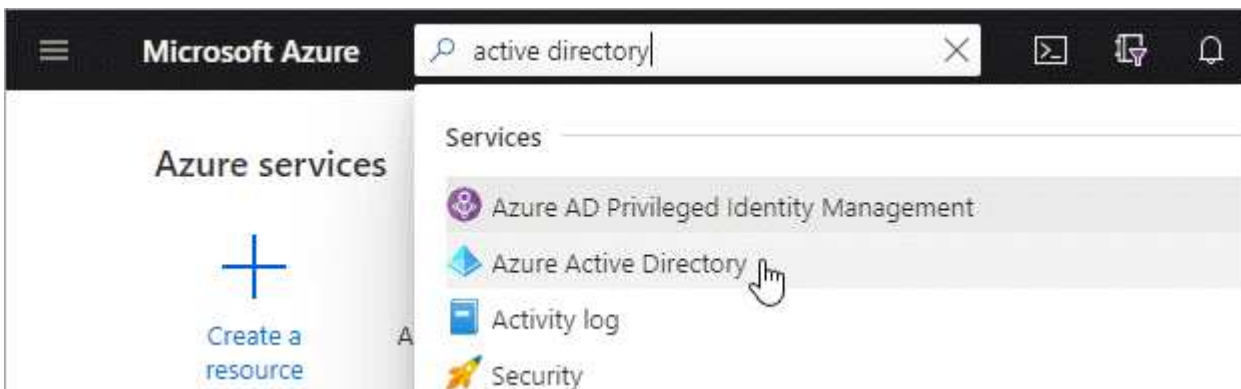 Microsoft Azure
active directory
Services
Azure services
Azure AD Privileged Identity Management
Azure Active Directory
Activity log
Create a
resource
A
Security